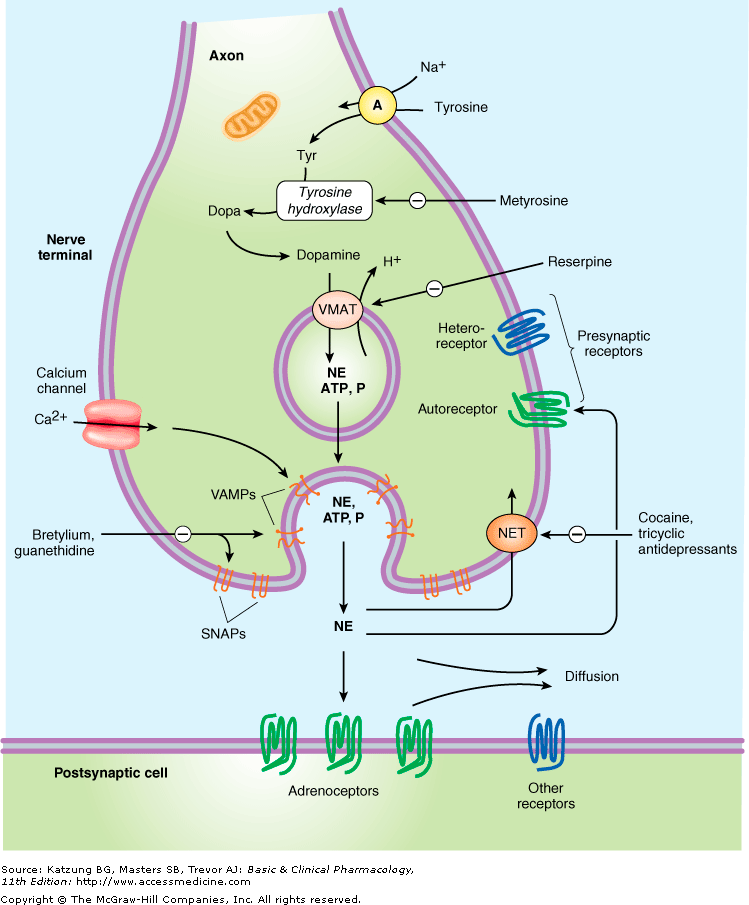 Axon
Na+
A
Tyrosine
Tyr
Tyrosine
hydroxylase
Dopa
Metyrosine
Nerve
terminal
Dopamine
H+
Reserpine
VMAT
Hetero-
receptor
Presynaptic
receptors
Calcium
channel
NE
ATP, P
Autoreceptor
Ca2+
VAMPs
NE,
ATP, P
Bretylium,
guanethidine
NET
Cocaine,
tricyclic
antidepressants
SNAPs
NE
Diffusion
Postsynaptic cell
Adrenoceptors
Other
receptors
Source: Katzung BG, Masters SB, Trevor AJ: Basic & Clinical Pharmacology,
11th Edition: http://www.accessmedicine.com
Copyright © The McGraw-Hill Companies, Inc. All rights reserved.